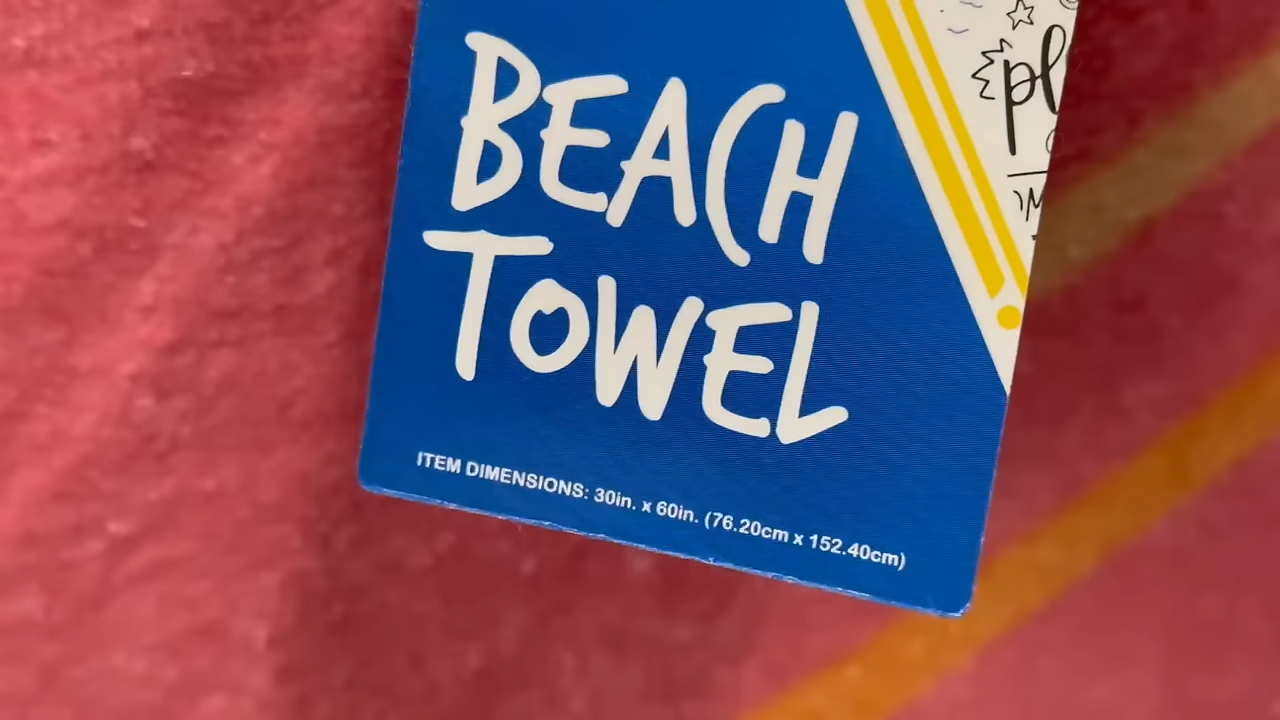 BEACH
TOWEL
ITEM DIMENSIONS: 30in. x 60in. (76.20cm x 152.40cm)